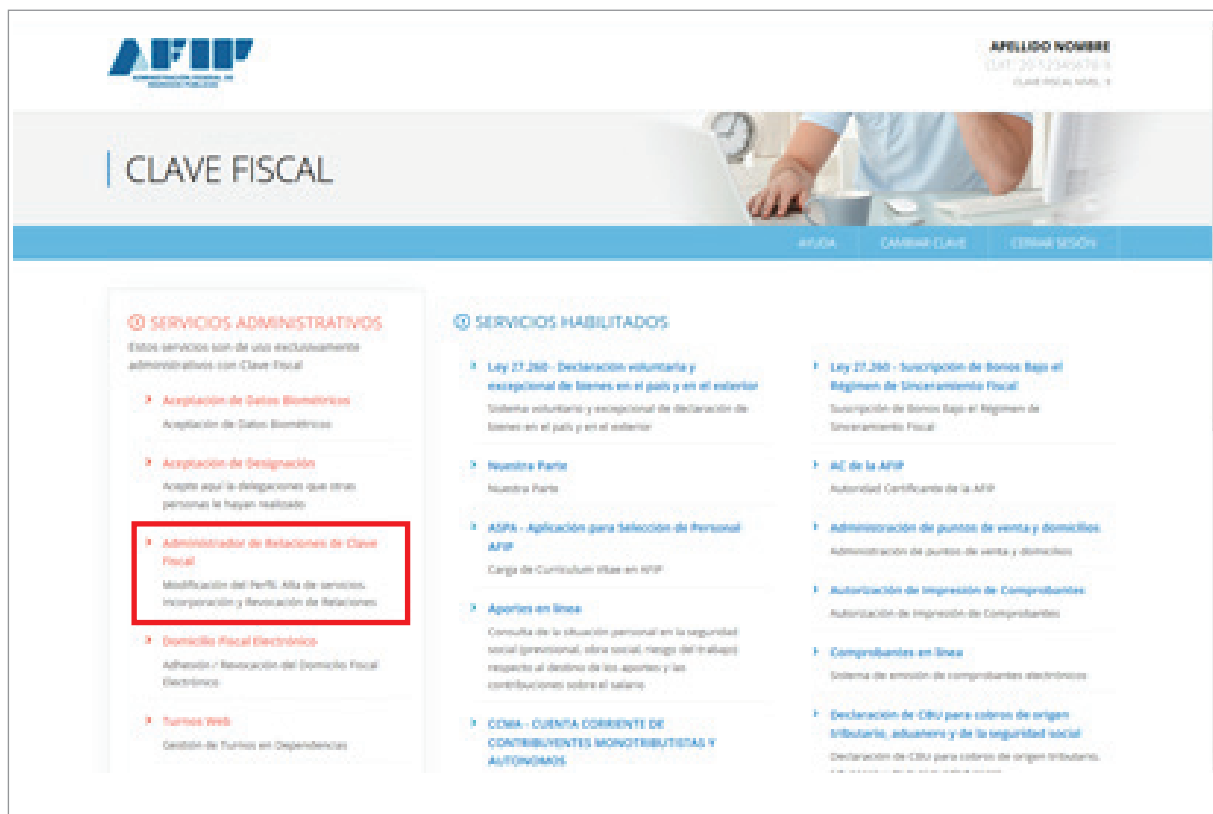 AFIP
ADMINISTRACIÓN FEDERAL DE
INGRESOS PÚBLICOS
APELLIDO NOMBRE
CLAVE FISCAL NIVEL:
CLAVE FISCAL
AYUDA
CAMBIAR CLAVE
CERRAR SESIÓN
SERVICIOS ADMINISTRATIVOS
Estos servicios son de uso exclusivamente
administrativos con Clave Fiscal
Aceptación de Datos Biométricos
Aceptación de Datos Biométricos
Aceptación de Designación
Acepte aquí la delegaciones que otras
personas le hayan realizado
Administrador de Relaciones de Clave
Fiscal
Modificación del Perfil. Alta de servicios.
Incorporación y Revocación de Relaciones
Domicilio Fiscal Electrónico
Adhesión / Revocación del Domicilio Fiscal
Electrónico
Turnos Web
Gestión de Turnos en Dependencias
SERVICIOS HABILITADOS
Ley 27.260 - Declaración voluntaria y
excepcional de bienes en el país y en el exterior
Sistema voluntario y excepcional de declaración de
bienes en el país y en el exterior
Nuestra Parte
Nuestra Parte
ASPA - Aplicación para Selección de Personal
AFIP
Carga de Curriculum Vitae en AFIP
Aportes en línea
Consulta de la situación personal en la seguridad
social (previsional, obra social, riesgo del trabajo)
respecto al destino de los aportes y las
contribuciones sobre el salario
CCMA - CUENTA CORRIENTE DE
CONTRIBUYENTES MONOTRIBUTISTAS Y
AUTONOMOS
Ley 27.260 - Suscripción de Bonos Bajo el
Régimen de Sinceramiento Fiscal
Suscripción de Bonos Bajo el Régimen de
Sinceramiento Fiscal
AC de la AFIP
Autoridad Certificante de la AFIP
Administración de puntos de venta y domicilios
Administración de puntos de venta y domicilios
Autorización de Impresión de Comprobantes
Autorización de Impresión de Comprobantes
Comprobantes en línea
Sistema de emisión de comprobantes electrónicos
Declaración de CBU para cobros de origen
tributario, aduanero y de la seguridad social
Declaración de CBU para cobros de origen tributario,